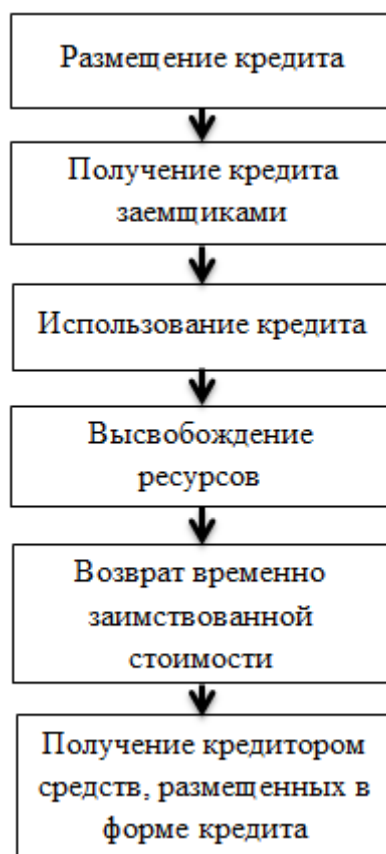 Размещение кредита
Получение кредита
заемщиками
Использование кредита
Высвобождение
ресурсов
Возврат временно
заимствованной
стоимости
Получение кредитором
средств, размещенных в
форме кредита